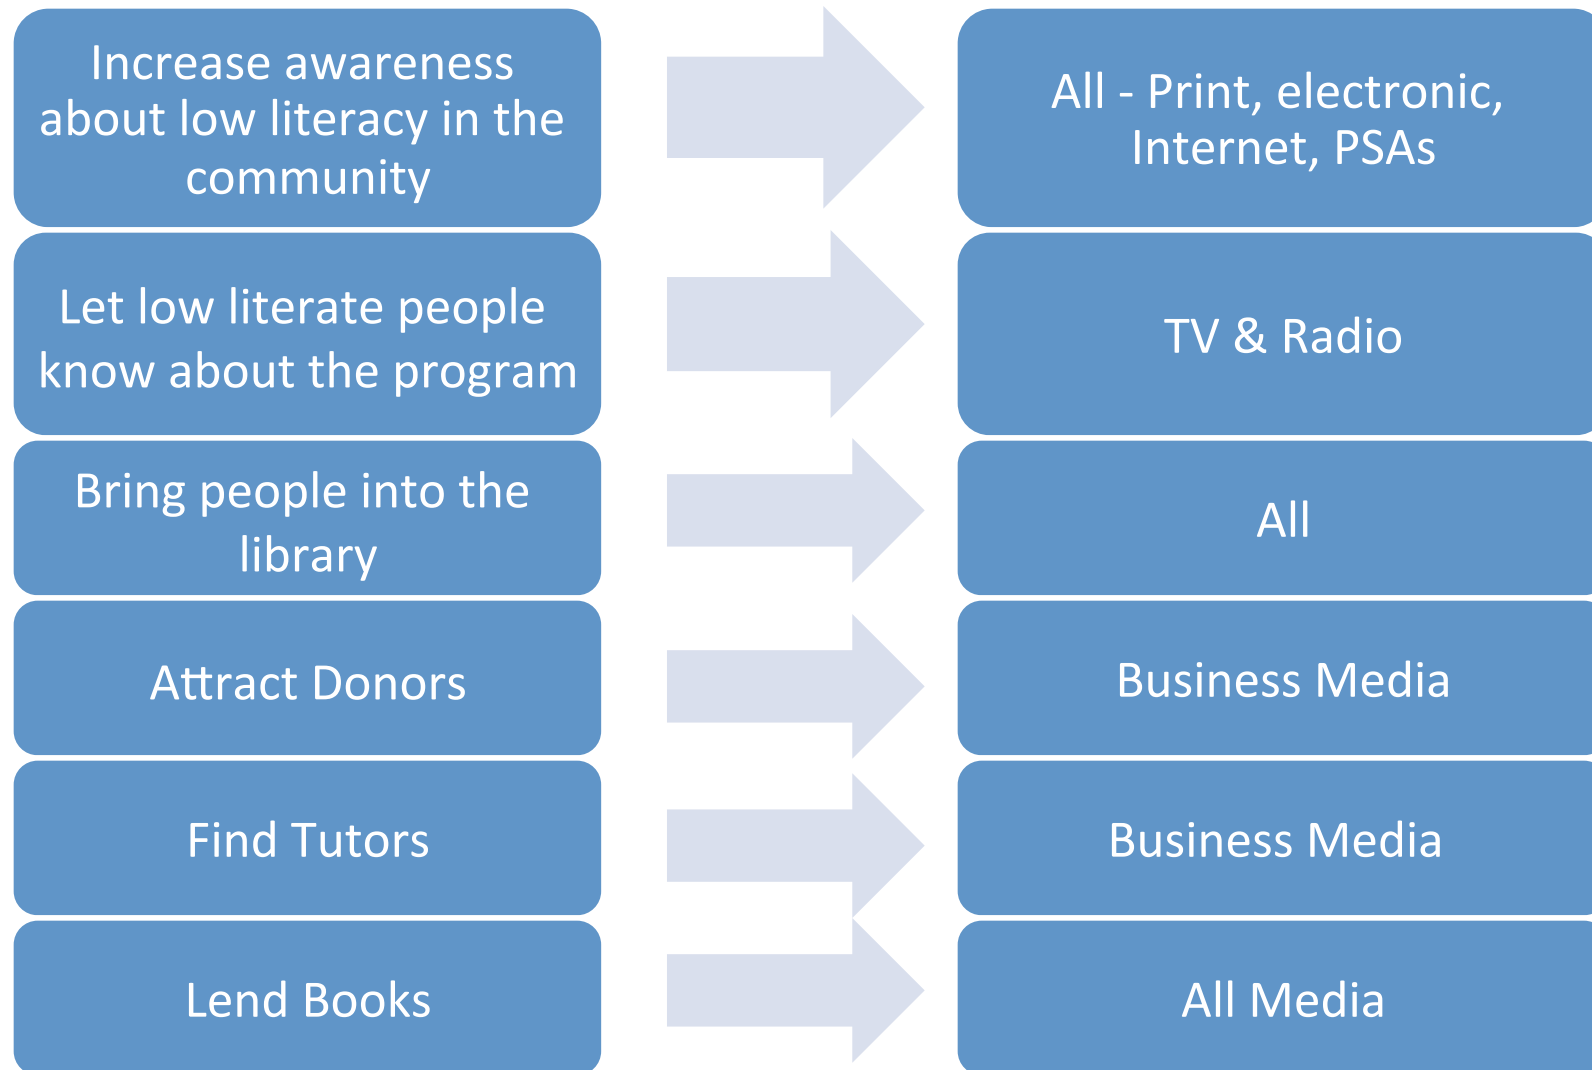 Increase awareness
about low literacy in the
community
All - Print, electronic,
Internet, PSAs
Let low literate people
know about the program
TV & Radio
Bring people into the
library
All
Attract Donors
Business Media
Find Tutors
Business Media
Lend Books
All Media